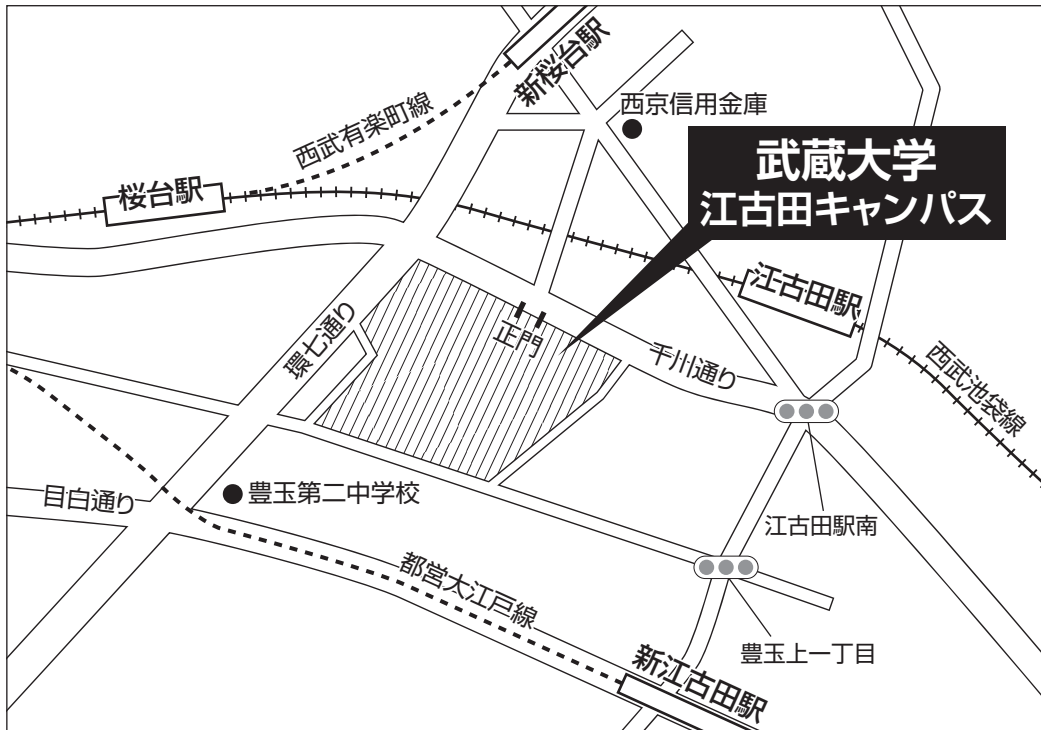 新桜台駅
西武有楽町線
西京信用金庫
武蔵大学
江古田キャンパス
桜台駅
江古田駅
環七通り
正門
千川通り
西武池袋線
目白通り
豊玉第二中学校
江古田駅南
都営大江戸線
豊玉上一丁目
新江古田駅